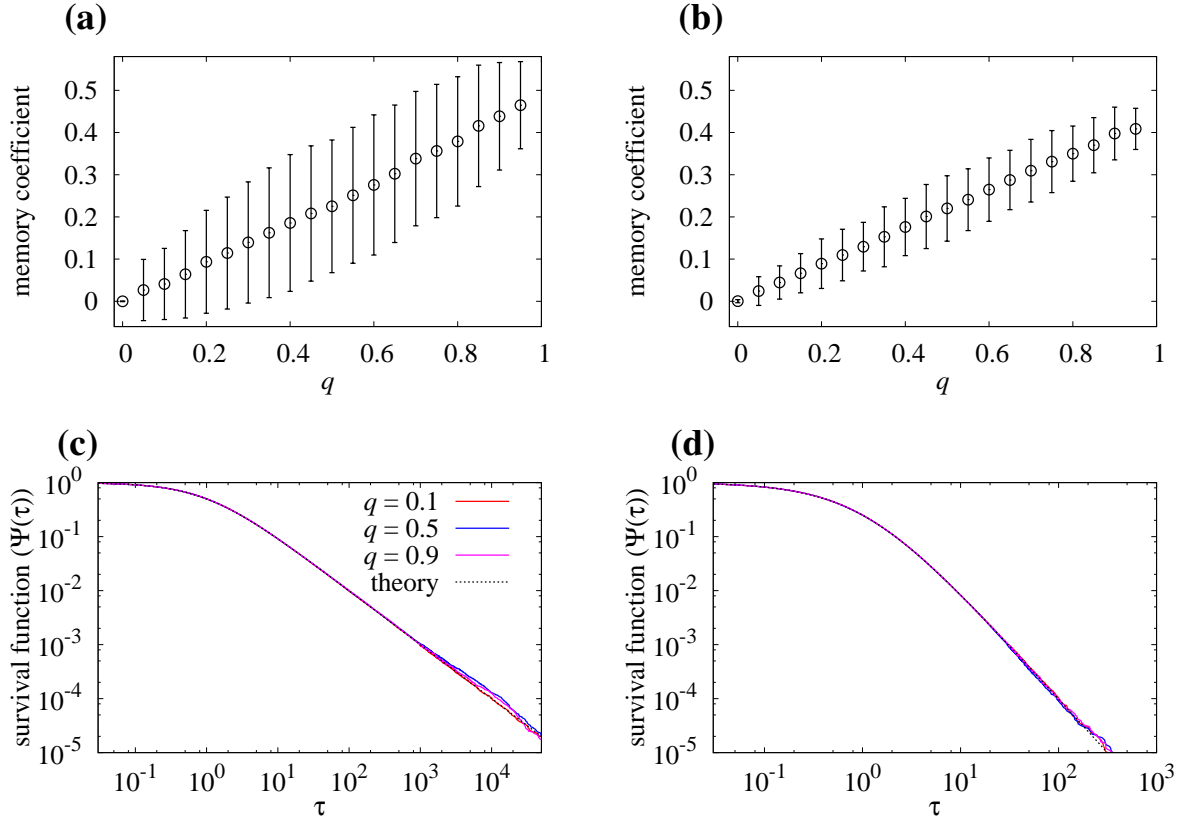 (a)
memory coefficient
0.5
0.4
0.3
0.2
0.1
0
0 0.2 0.4 0.6 0.8 1
q
(b)
memory coefficient
0.5
0.4
0.3
0.2
0.1
0
0 0.2 0.4 0.6 0.8 1
q
(c)
survival function (Ψ(τ))
10^0
10^-1
10^-2
10^-3
10^-4
10^-5
q = 0.1
q = 0.5
q = 0.9
theory
10^-1 10^0 10^1 10^2 10^3 10^4
τ
(d)
survival function (Ψ(τ))
10^0
10^-1
10^-2
10^-3
10^-4
10^-5
10^-1 10^0 10^1 10^2 10^3
τ